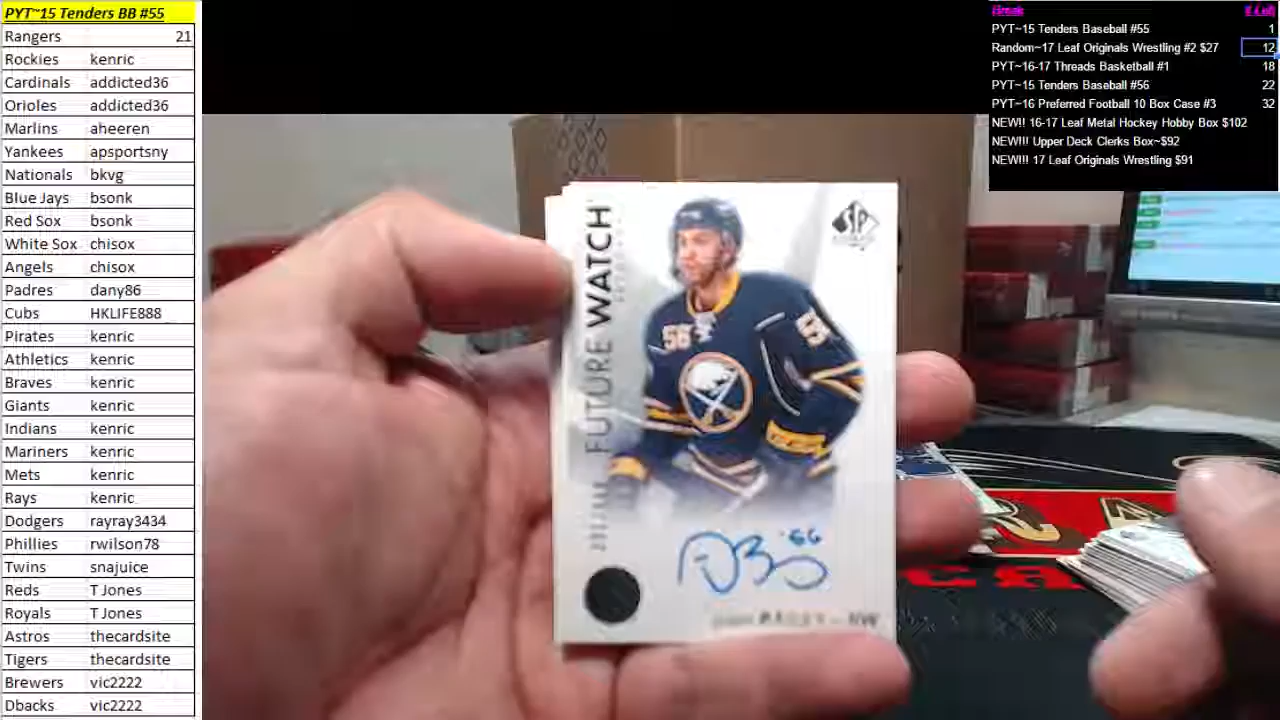 PYT~15 Tenders BB #55
Rangers 21
Rockies kenric
Cardinals addicted36
Orioles addicted36
Marlins aheeren
Yankees apsportsny
Nationals bkvg
Blue Jays bsonk
Red Sox bsonk
White Sox chisox
Angels chisox
Padres dany86
Cubs HKLIFE888
Pirates kenric
Athletics kenric
Braves kenric
Giants kenric
Indians kenric
Mariners kenric
Mets kenric
Rays kenric
Dodgers rayray3434
Phillies rwilson78
Twins snajuice
Reds T Jones
Royals T Jones
Astros thecardsite
Tigers thecardsite
Brewers vic2222
Dbacks vic2222
Break # Left
PYT~15 Tenders Baseball #55 1
Random~17 Leaf Originals Wrestling #2 $27 12
PYT~16-17 Threads Basketball #1 18
PYT~15 Tenders Baseball #56 22
PYT~16 Preferred Football 10 Box Case #3 32
NEW!! 16-17 Leaf Metal Hockey Hobby Box $102
NEW!!! Upper Deck Clerks Box~$92
NEW!!! 17 Leaf Originals Wrestling $91
FUTURE WATCH
SP
56
'56